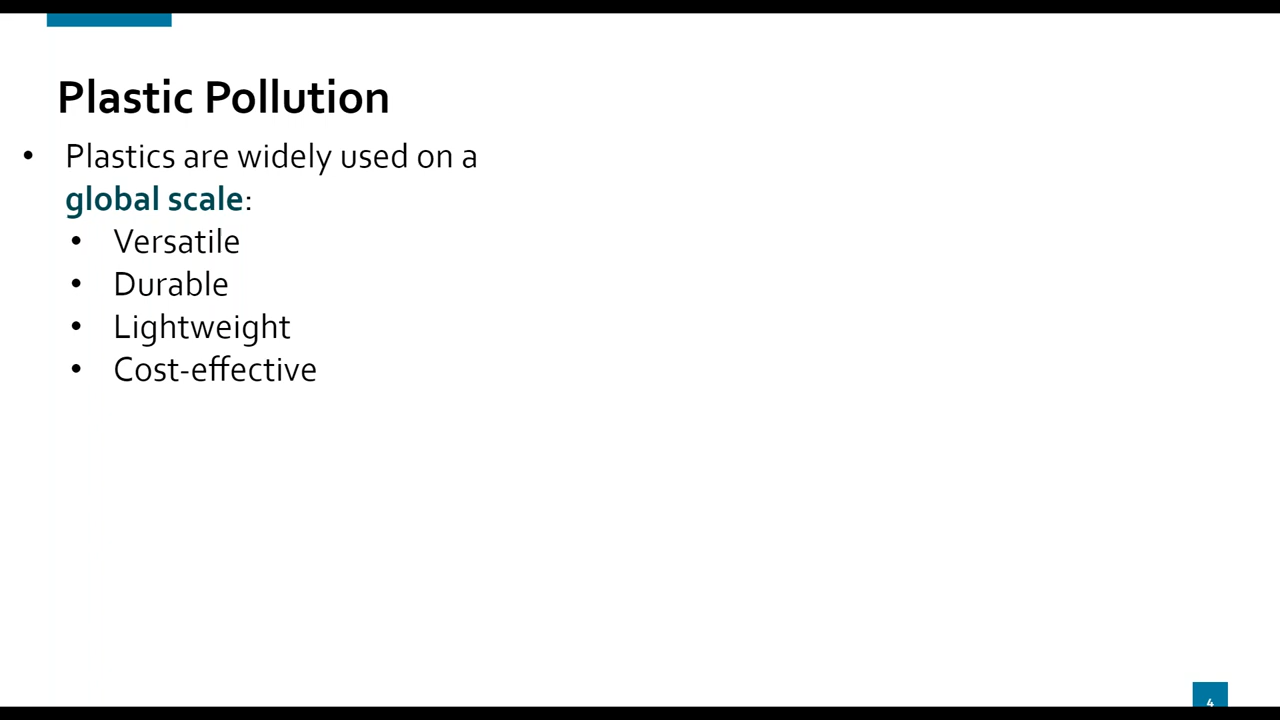 Plastic Pollution
• Plastics are widely used on a
global scale:
• Versatile
• Durable
• Lightweight
• Cost-effective
4